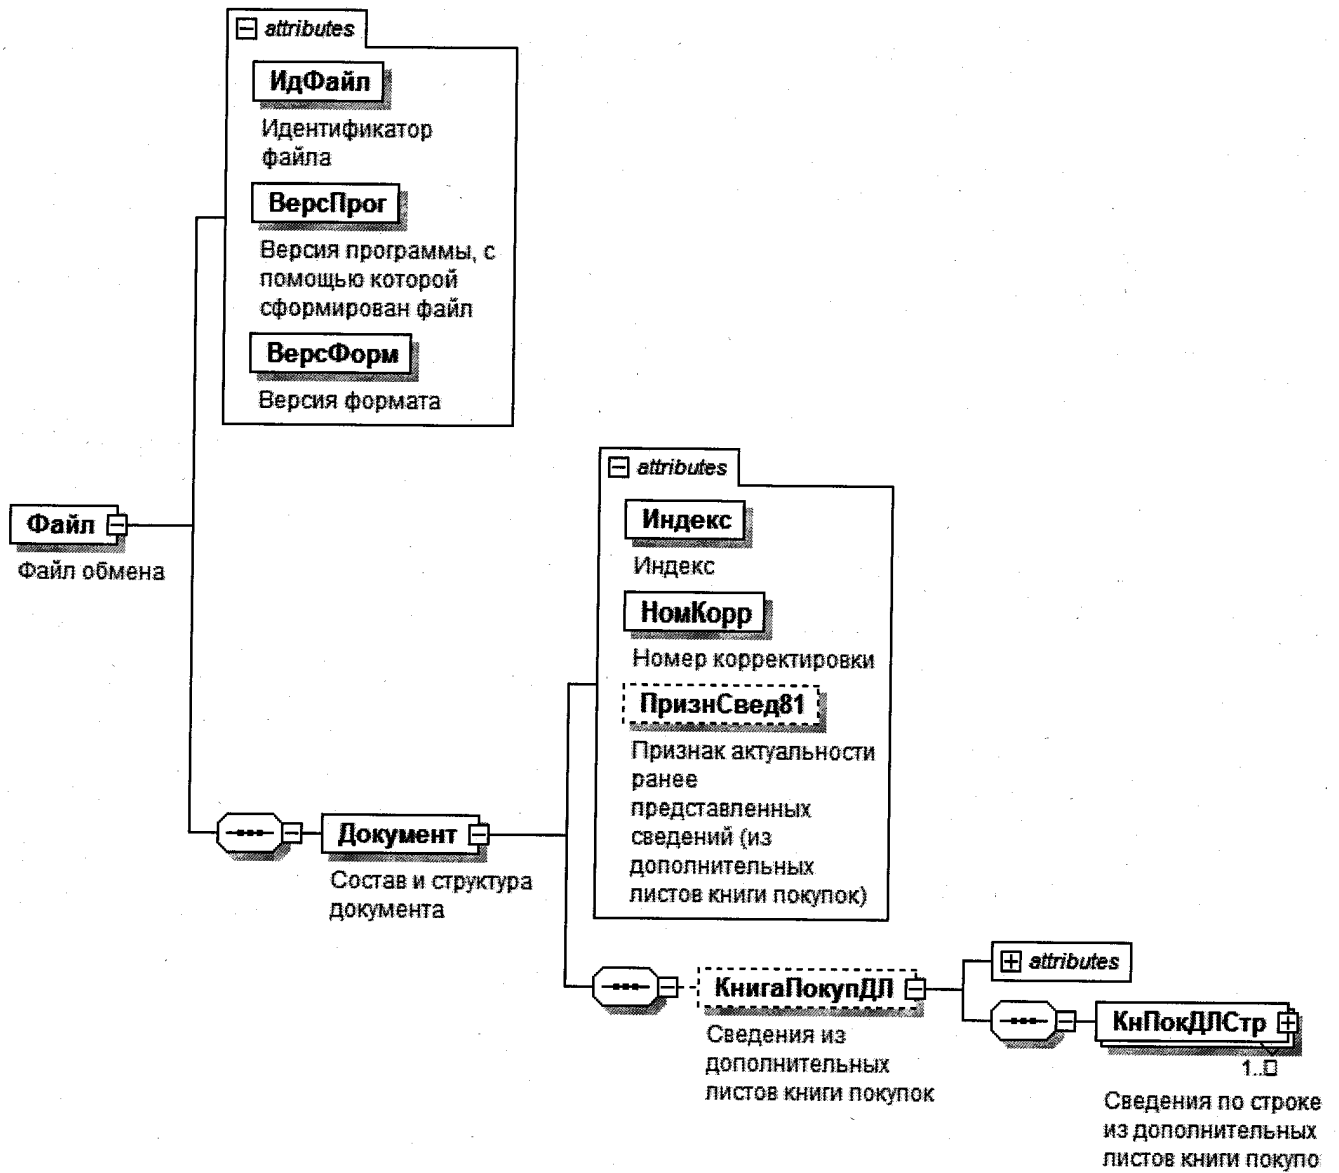 attributes
ИдФайл
Идентификатор
файла
ВерсПрог
Версия программы, с
помощью которой
сформирован файл
ВерсФорм
Версия формата
Файл
Файл обмена
attributes
Индекс
Индекс
НомКорр
Номер корректировки
ПризнСвед81
Признак актуальности
ранее
представленных
сведений (из
дополнительных
листов книги покупок)
Документ
Состав и структура
документа
attributes
КнигаПокупДЛ
Сведения из
дополнительных
листов книги покупок
КнПокДЛСтр
1..□
Сведения по строке
из дополнительных
листов книги покупо